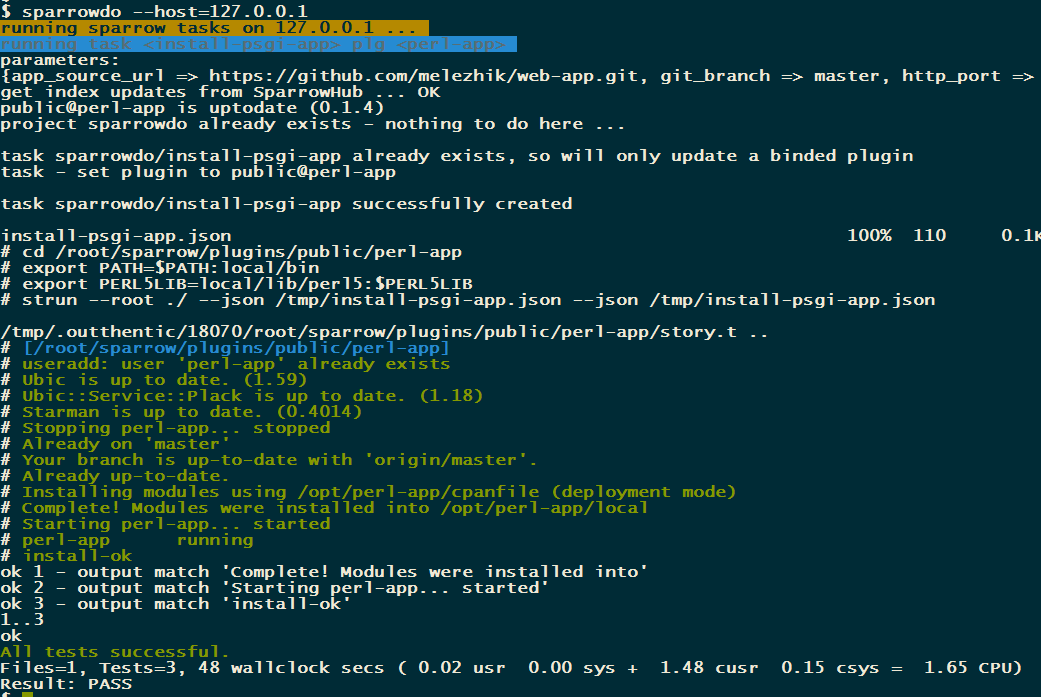 $ sparrowdo --host=127.0.0.1
running sparrow tasks on 127.0.0.1 ...
running task <install-psgi-app> plg <perl-app>
parameters:
{app_source_url => https://github.com/melezhik/web-app.git, git_branch => master, http_port =>
get index updates from SparrowHub ... OK
public@perl-app is uptodate (0.1.4)
project sparrowdo already exists - nothing to do here ...
task sparrowdo/install-psgi-app already exists, so will only update a binded plugin
task - set plugin to public@perl-app
task sparrowdo/install-psgi-app successfully created
install-psgi-app.json 100% 110 0.1K
# cd /root/sparrow/plugins/public/perl-app
# export PATH=$PATH:local/bin
# export PERL5LIB=local/lib/perl5:$PERL5LIB
# strun --root ./ --json /tmp/install-psgi-app.json --json /tmp/install-psgi-app.json
/tmp/.outthentic/18070/root/sparrow/plugins/public/perl-app/story.t ..
# [/root/sparrow/plugins/public/perl-app]
# useradd: user 'perl-app' already exists
# Ubic is up to date. (1.59)
# Ubic::Service::Plack is up to date. (1.18)
# Starman is up to date. (0.4014)
# Stopping perl-app... stopped
# Already on 'master'
# Your branch is up-to-date with 'origin/master'.
# Already up-to-date.
# Installing modules using /opt/perl-app/cpanfile (deployment mode)
# Complete! Modules were installed into /opt/perl-app/local
# Starting perl-app... started
# perl-app running
# install-ok
ok 1 - output match 'Complete! Modules were installed into'
ok 2 - output match 'Starting perl-app... started'
ok 3 - output match 'install-ok'
1..3
ok
All tests successful.
Files=1, Tests=3, 48 wallclock secs ( 0.02 usr 0.00 sys + 1.48 cusr 0.15 csys = 1.65 CPU)
Result: PASS
$